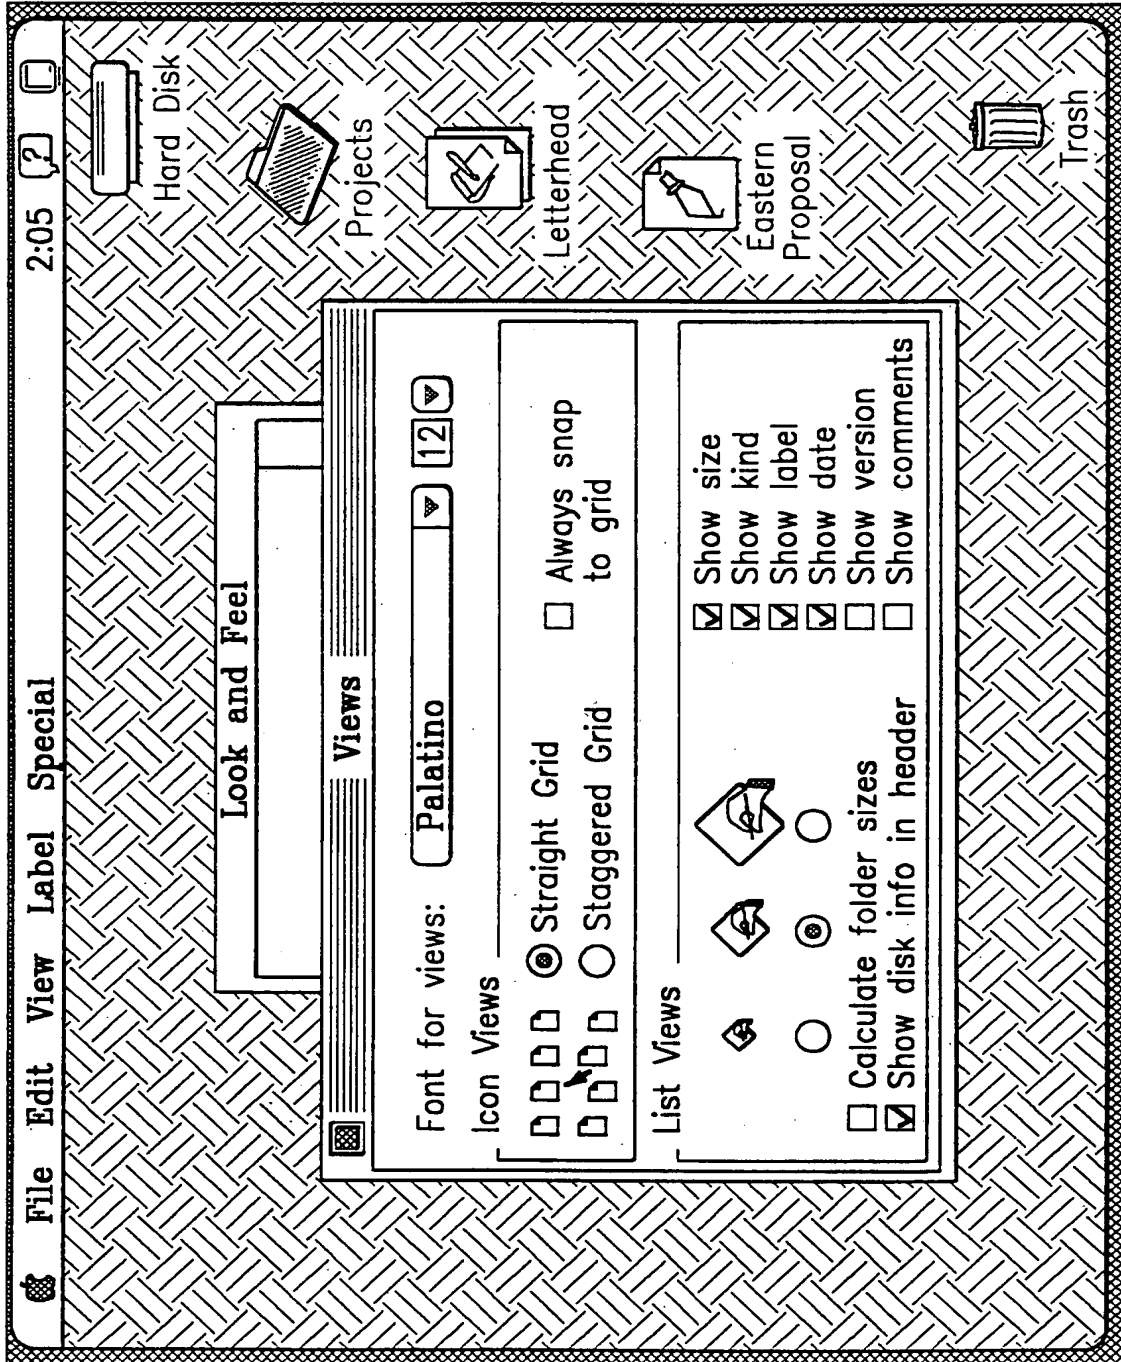 File Edit View Label Special 2:05 ?
Hard Disk
Projects
Letterhead
Eastern
Proposal
Trash
Look and Feel
Views
Font for views: Palatino 12
Icon Views
Straight Grid
Staggered Grid
Always snap
to grid
List Views
Show size
Show kind
Show label
Show date
Show version
Show comments
Calculate folder sizes
Show disk info in header